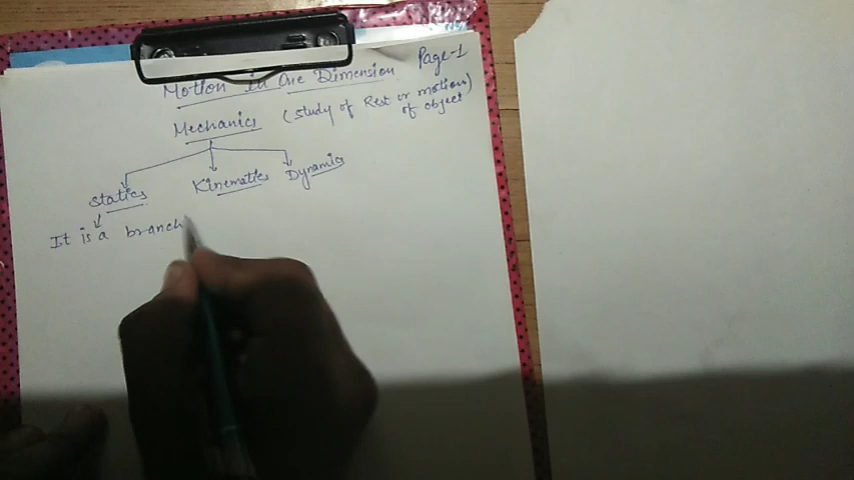 Page-1
Motion in One Dimension
Mechanics (study of Rest or motion
of object)
Statics Kinematics Dynamics
It is a branch